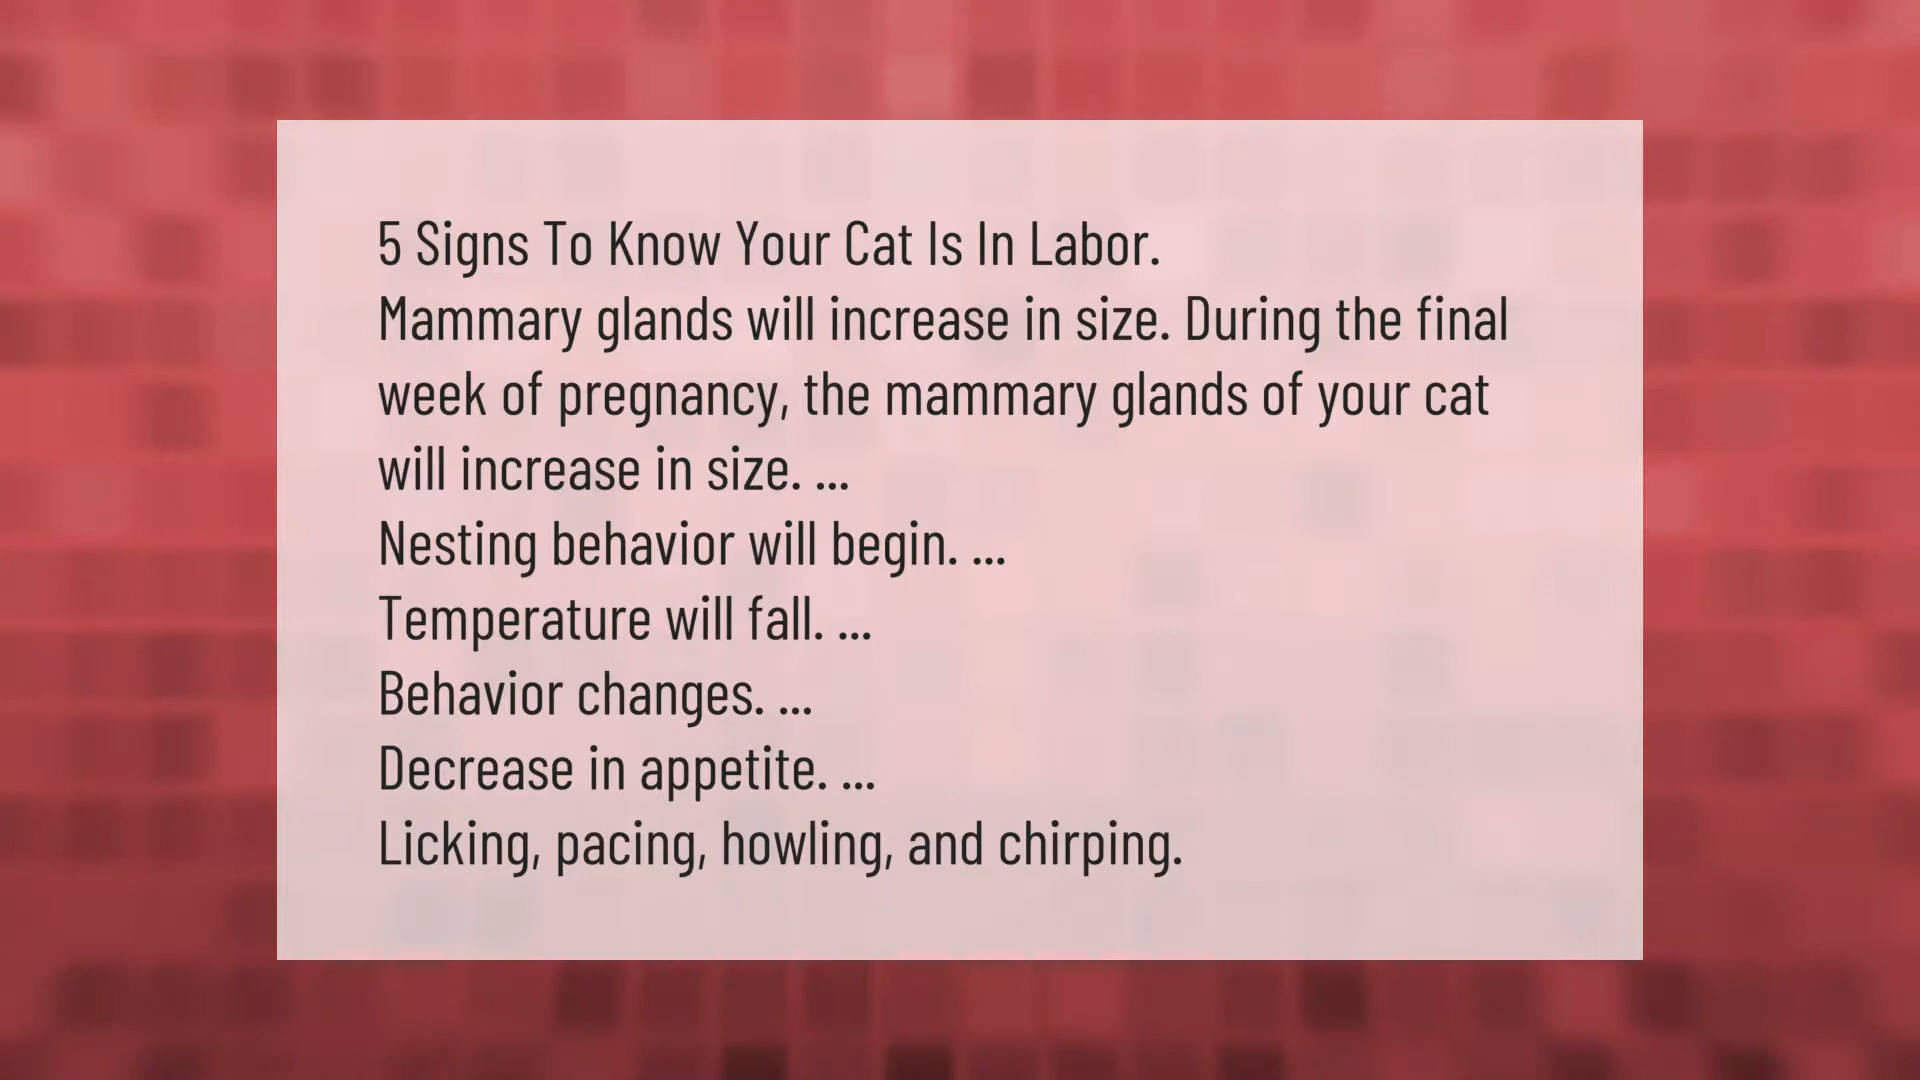 5 Signs To Know Your Cat Is In Labor.
Mammary glands will increase in size. During the final
week of pregnancy, the mammary glands of your cat
will increase in size. ...
Nesting behavior will begin. ...
Temperature will fall. ...
Behavior changes. ...
Decrease in appetite. ...
Licking, pacing, howling, and chirping.